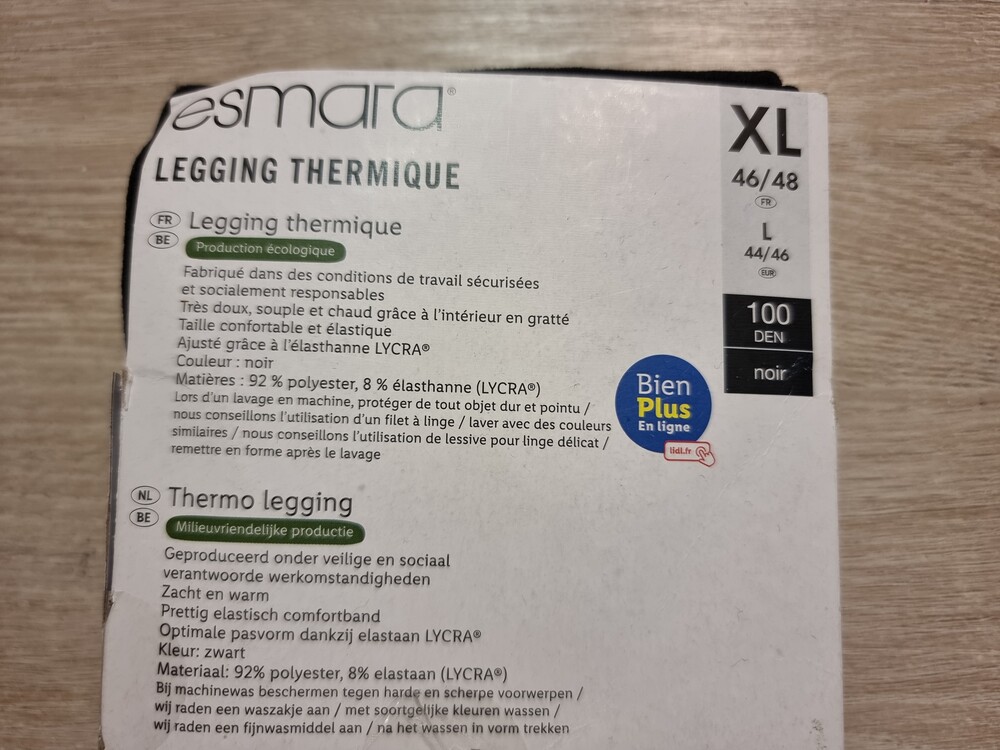 esmara®
LEGGING THERMIQUE
XL
46/48
FR
L
44/46
EUR
100
DEN
noir
FR
BE
Legging thermique
Production écologique
Fabriqué dans des conditions de travail sécurisées
et socialement responsables
Très doux, souple et chaud grâce à l'intérieur en gratté
Taille confortable et élastique
Ajusté grâce à l'élasthanne LYCRA®
Couleur : noir
Matières : 92 % polyester, 8 % élasthanne (LYCRA®)
Lors d'un lavage en machine, protéger de tout objet dur et pointu /
nous conseillons l'utilisation d'un filet à linge / laver avec des couleurs
similaires / nous conseillons l'utilisation de lessive pour linge délicat /
remettre en forme après le lavage
Bien
Plus
En ligne
lidl.fr
NL
BE
Thermo legging
Milieuvriendelijke productie
Geproduceerd onder veilige en sociaal
verantwoorde werkomstandigheden
Zacht en warm
Prettig elastisch comfortband
Optimale pasvorm dankzij elastaan LYCRA®
Kleur: zwart
Materiaal: 92% polyester, 8% elastaan (LYCRA®)
Bij machinewas beschermen tegen harde en scherpe voorwerpen /
wij raden een waszakje aan / met soortgelijke kleuren wassen /
wij raden een fijnwasmiddel aan / na het wassen in vorm trekken